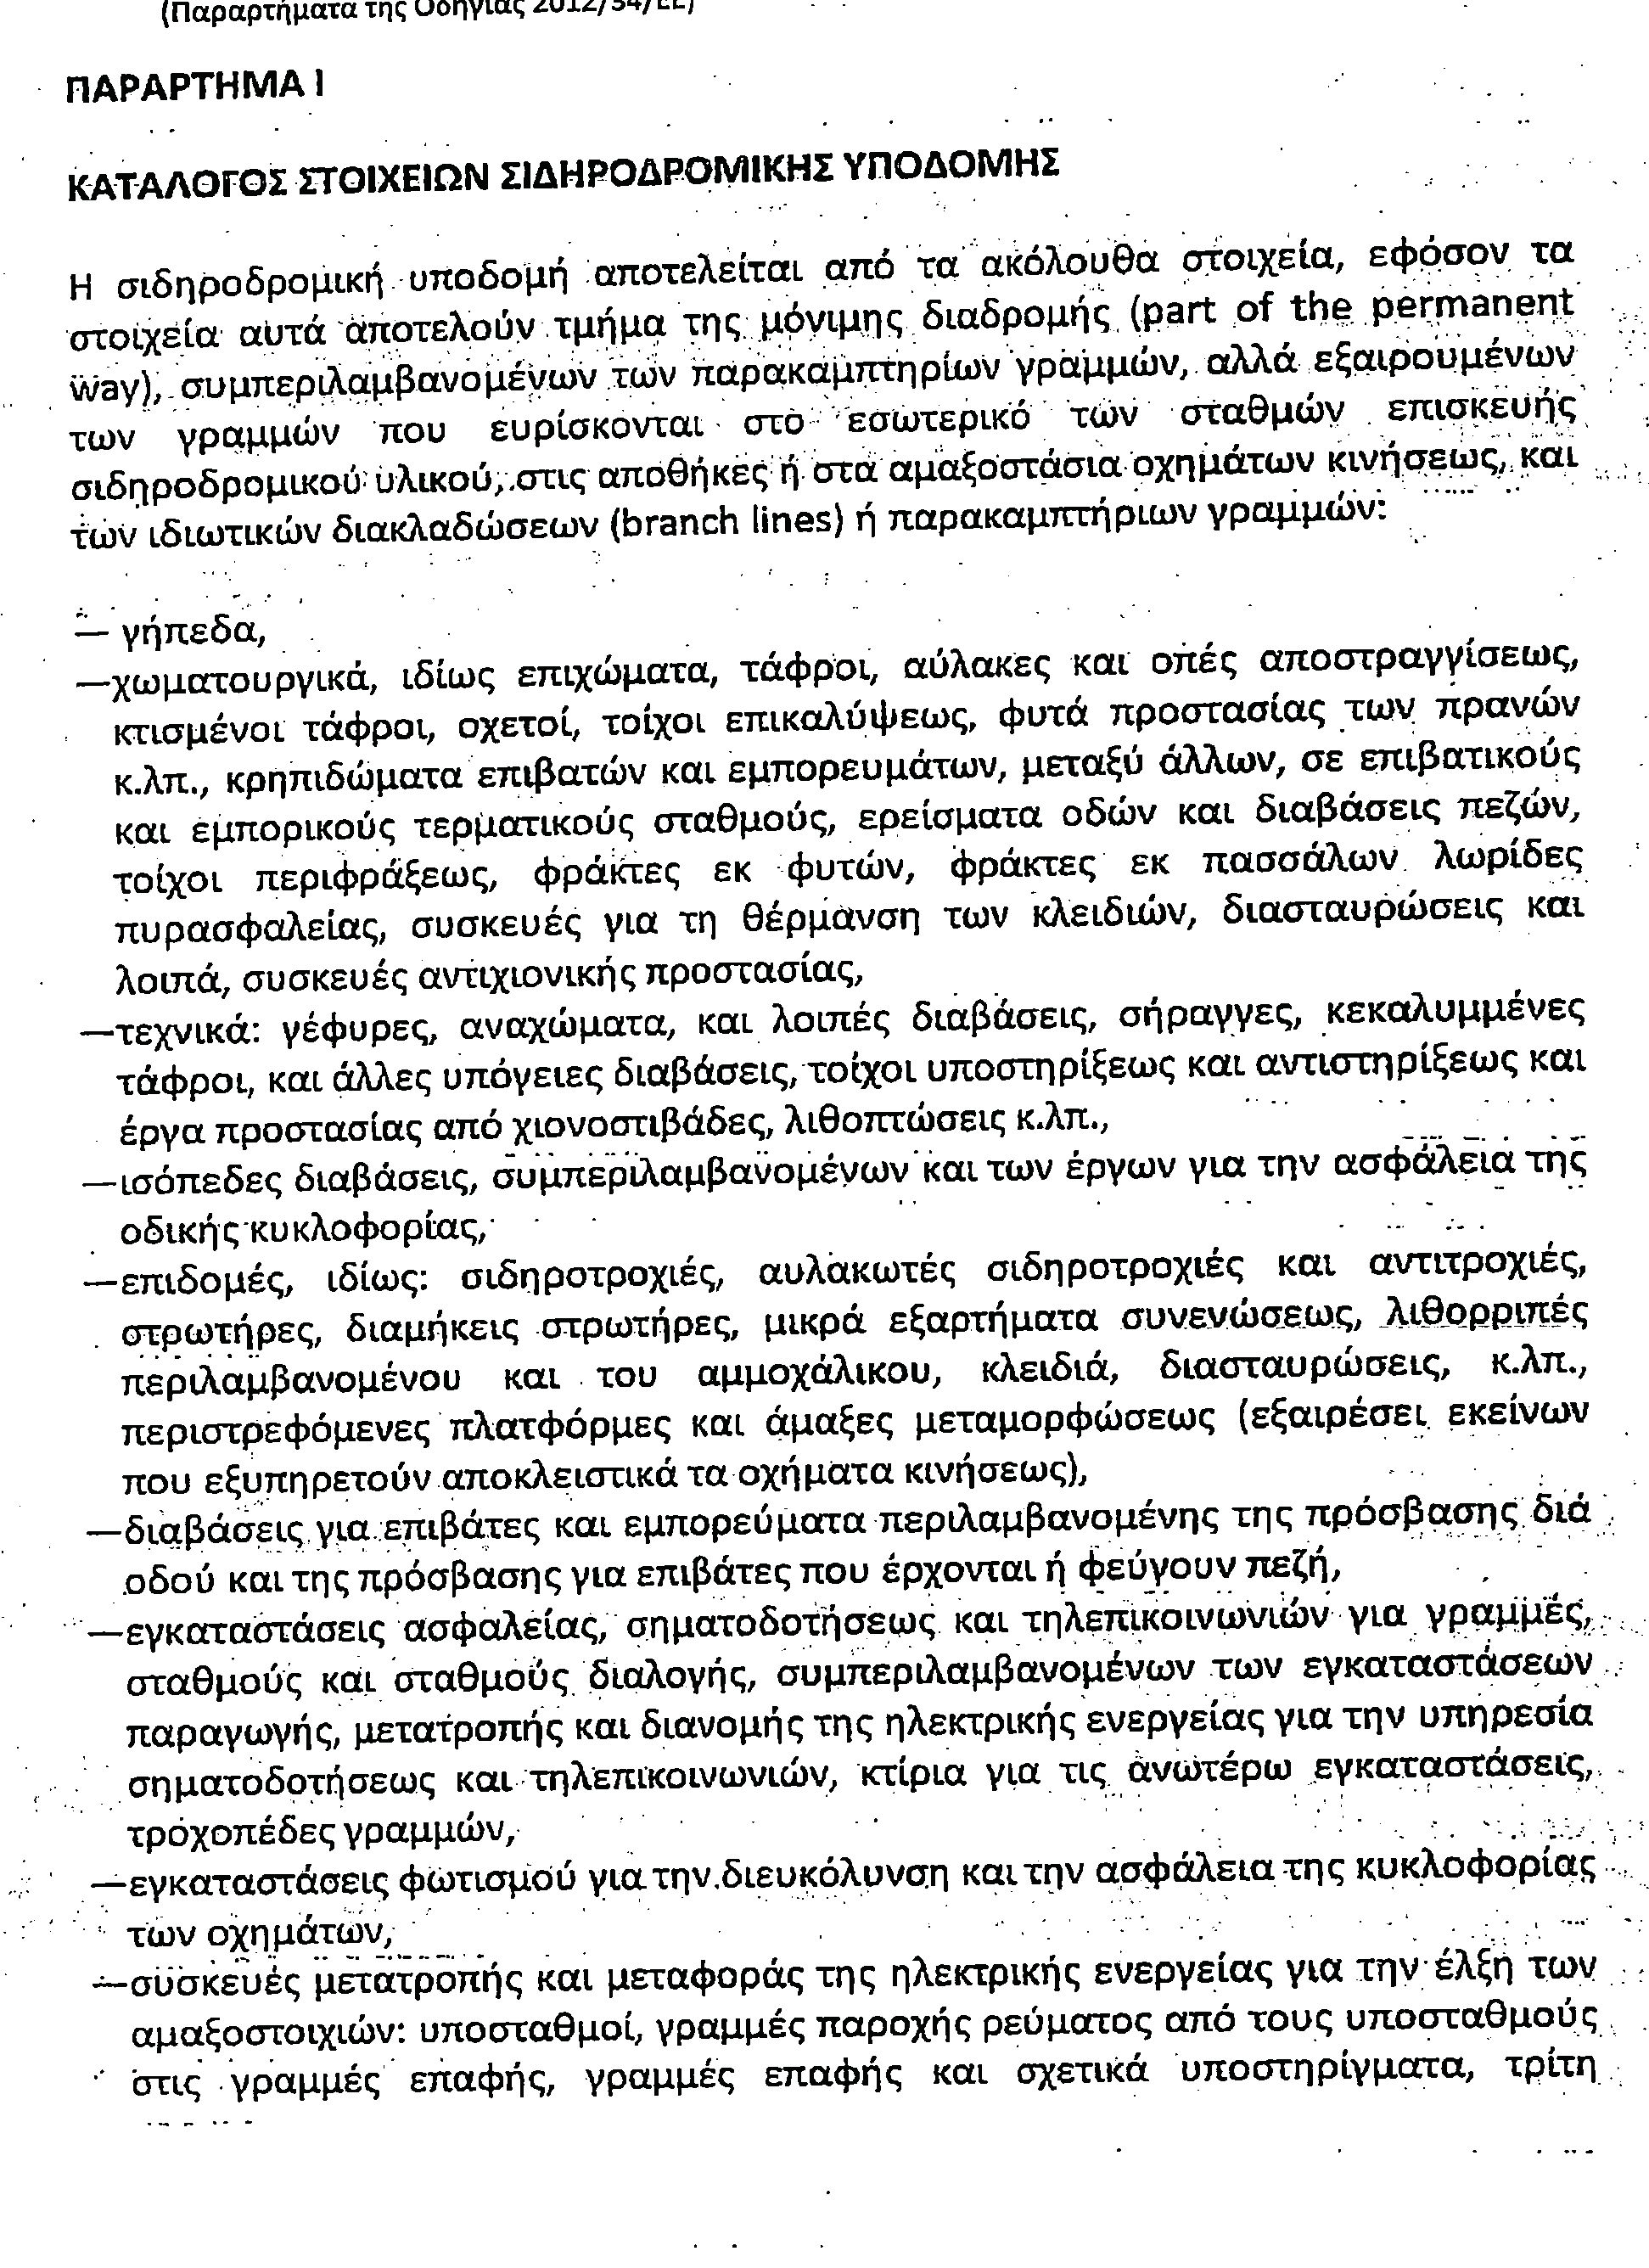 (Παραρτήματα της Οδηγίας 2012/34/ΕΕ)
ΠΑΡΑΡΤΗΜΑ Ι
ΚΑΤΑΛΟΓΟΣ ΣΤΟΙΧΕΙΩΝ ΣΙΔΗΡΟΔΡΟΜΙΚΗΣ ΥΠΟΔΟΜΗΣ
Η σιδηροδρομική υποδομή αποτελείται από τα ακόλουθα στοιχεία, εφόσον τα
στοιχεία αυτά αποτελούν τμήμα της μόνιμης διαδρομής (part of the permanent
way), συμπεριλαμβανομένων των παρακαμπτηρίων γραμμών, αλλά εξαιρουμένων
των γραμμών που ευρίσκονται στο εσωτερικό των σταθμών επισκευής
σιδηροδρομικού υλικού, στις αποθήκες ή στα αμαξοστάσια οχημάτων κινήσεως, και
των ιδιωτικών διακλαδώσεων (branch lines) ή παρακαμπτήριων γραμμών:
— γήπεδα,
—χωματουργικά, ιδίως επιχώματα, τάφροι, αύλακες και οπές αποστραγγίσεως,
κτισμένοι τάφροι, οχετοί, τοίχοι επικαλύψεως, φυτά προστασίας των πρανών
κ.λπ., κρηπιδώματα επιβατών και εμπορευμάτων, μεταξύ άλλων, σε επιβατικούς
και εμπορικούς τερματικούς σταθμούς, ερείσματα οδών και διαβάσεις πεζών,
τοίχοι περιφράξεως, φράκτες εκ φυτών, φράκτες εκ πασσάλων λωρίδες
πυρασφαλείας, συσκευές για τη θέρμανση των κλειδιών, διασταυρώσεις και
λοιπά, συσκευές αντιχιονικής προστασίας,
—τεχνικά: γέφυρες, αναχώματα, και λοιπές διαβάσεις, σήραγγες, κεκαλυμμένες
τάφροι, και άλλες υπόγειες διαβάσεις, τοίχοι υποστηρίξεως και αντιστηρίξεως και
έργα προστασίας από χιονοστιβάδες, λιθοπτώσεις κ.λπ.,
—ισόπεδες διαβάσεις, συμπεριλαμβανομένων και των έργων για την ασφάλεια της
οδικής κυκλοφορίας,
—επιδομές, ιδίως: σιδηροτροχιές, αυλακωτές σιδηροτροχιές και αντιτροχιές,
στρωτήρες, διαμήκεις στρωτήρες, μικρά εξαρτήματα συνενώσεως, λιθορριπές
περιλαμβανομένου και του αμμοχάλικου, κλειδιά, διασταυρώσεις, κ.λπ.,
περιστρεφόμενες πλατφόρμες και άμαξες μεταμορφώσεως (εξαιρέσει εκείνων
που εξυπηρετούν αποκλειστικά τα οχήματα κινήσεως),
—διαβάσεις για επιβάτες και εμπορεύματα περιλαμβανομένης της πρόσβασης διά
οδού και της πρόσβασης για επιβάτες που έρχονται ή φεύγουν πεζή,
—εγκαταστάσεις ασφαλείας, σηματοδοτήσεως και τηλεπικοινωνιών για γραμμές,
σταθμούς και σταθμούς διαλογής, συμπεριλαμβανομένων των εγκαταστάσεων
παραγωγής, μετατροπής και διανομής της ηλεκτρικής ενεργείας για την υπηρεσία
σηματοδοτήσεως και τηλεπικοινωνιών, κτίρια για τις ανωτέρω εγκαταστάσεις,
τροχοπέδες γραμμών,
—εγκαταστάσεις φωτισμού για την διευκόλυνση και την ασφάλεια της κυκλοφορίας
των οχημάτων,
—συσκευές μετατροπής και μεταφοράς της ηλεκτρικής ενεργείας για την έλξη των
αμαξοστοιχιών: υποσταθμοί, γραμμές παροχής ρεύματος από τους υποσταθμούς
στις γραμμές επαφής, γραμμές επαφής και σχετικά υποστηρίγματα, τρίτη